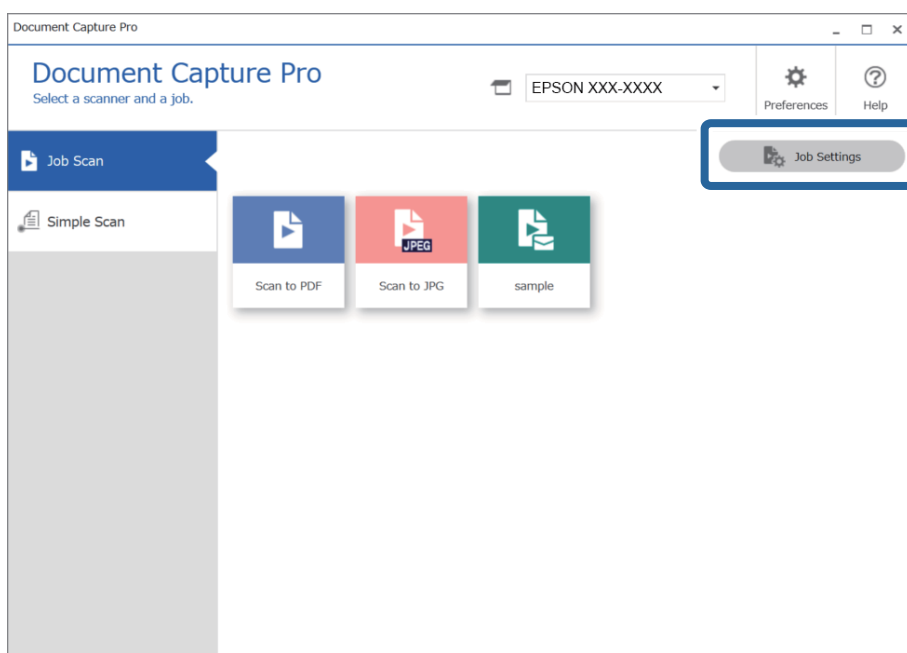 Document Capture Pro
Document Capture Pro
Select a scanner and a job.
EPSON XXX-XXXX
Preferences
Help
Job Scan
Job Settings
Simple Scan
JPEG
Scan to PDF
Scan to JPG
sample